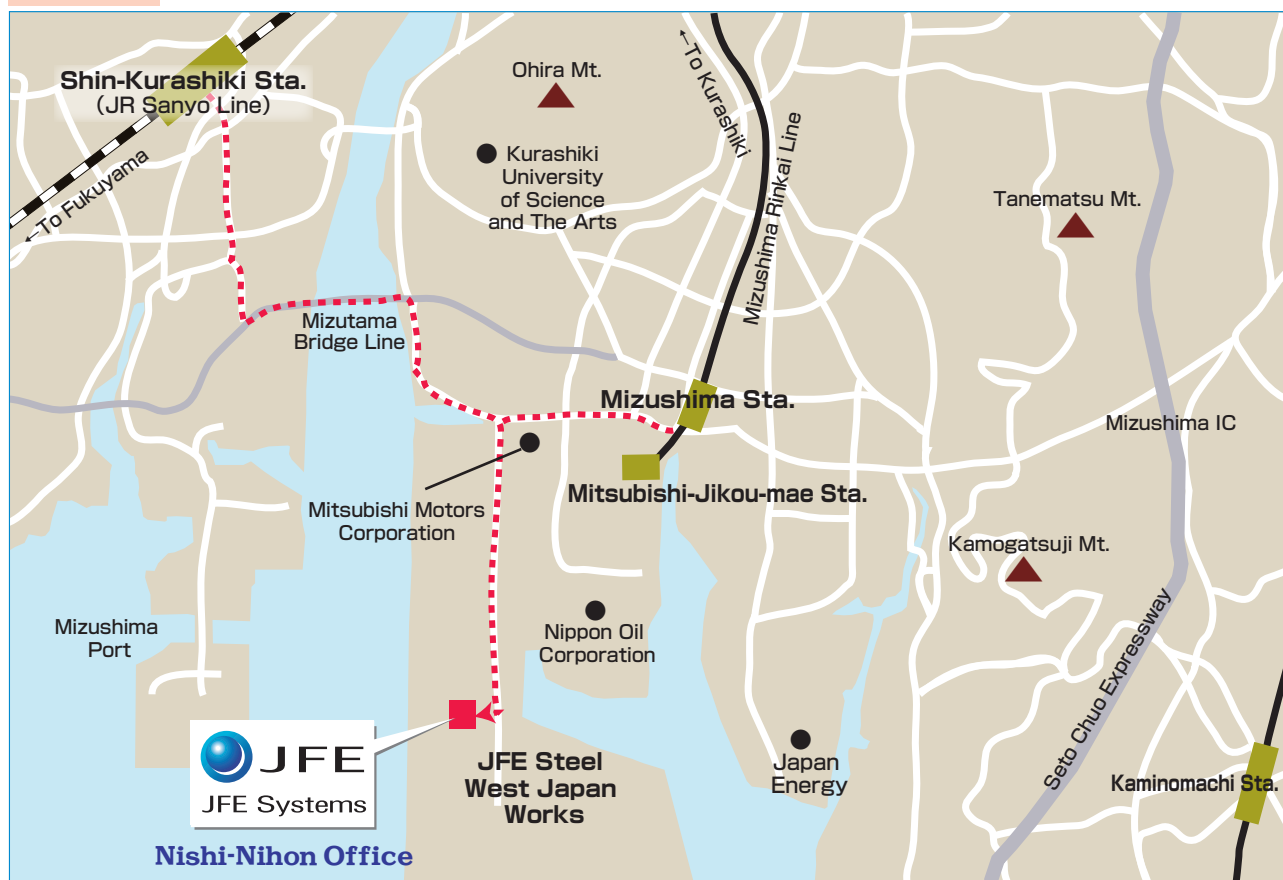 Shin-Kurashiki Sta.
(JR Sanyo Line)
←To Fukuyama
Ohira Mt.
Kurashiki
University
of Science
and The Arts
←To Kurashiki
Mizushima Rinkai Line
Tanematsu Mt.
Mizutama
Bridge Line
Mizushima Sta.
Mizushima IC
Mitsubishi-Jikou-mae Sta.
Mitsubishi Motors
Corporation
Kamogatsuji Mt.
Mizushima
Port
Nippon Oil
Corporation
Seto Chuo Expressway
JFE
JFE Systems
Nishi-Nihon Office
JFE Steel
West Japan
Works
Japan
Energy
Kaminomachi Sta.